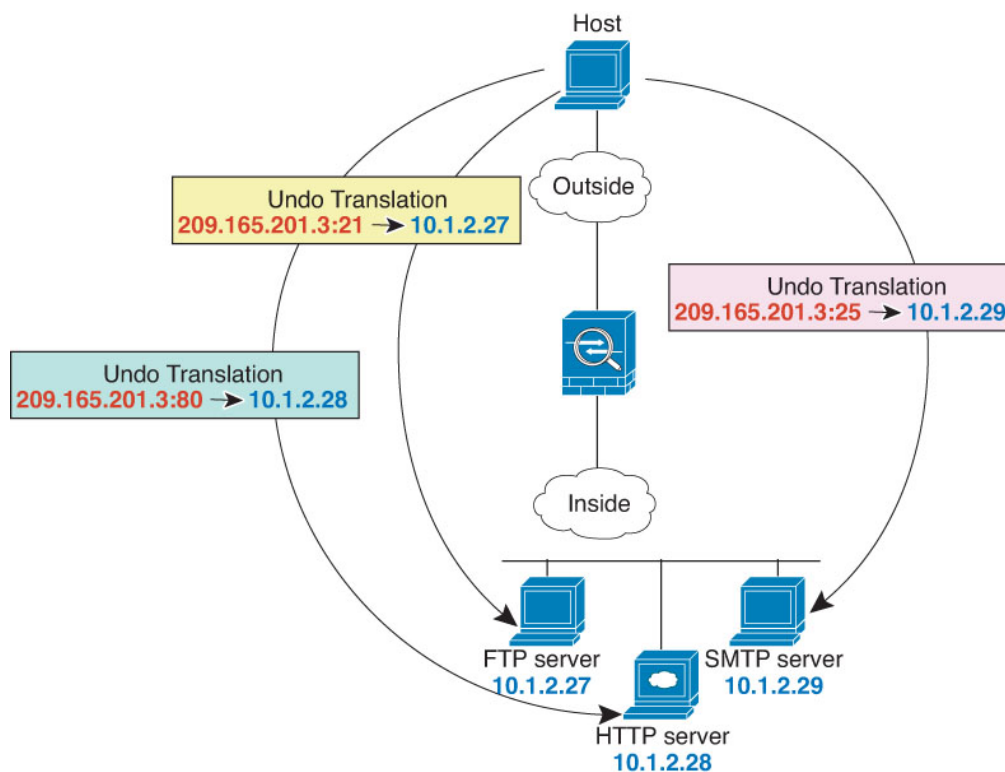 Host
Outside
Undo Translation
209.165.201.3:21 → 10.1.2.27
Undo Translation
209.165.201.3:25 → 10.1.2.29
Undo Translation
209.165.201.3:80 → 10.1.2.28
Inside
FTP server
10.1.2.27
SMTP server
10.1.2.29
HTTP server
10.1.2.28